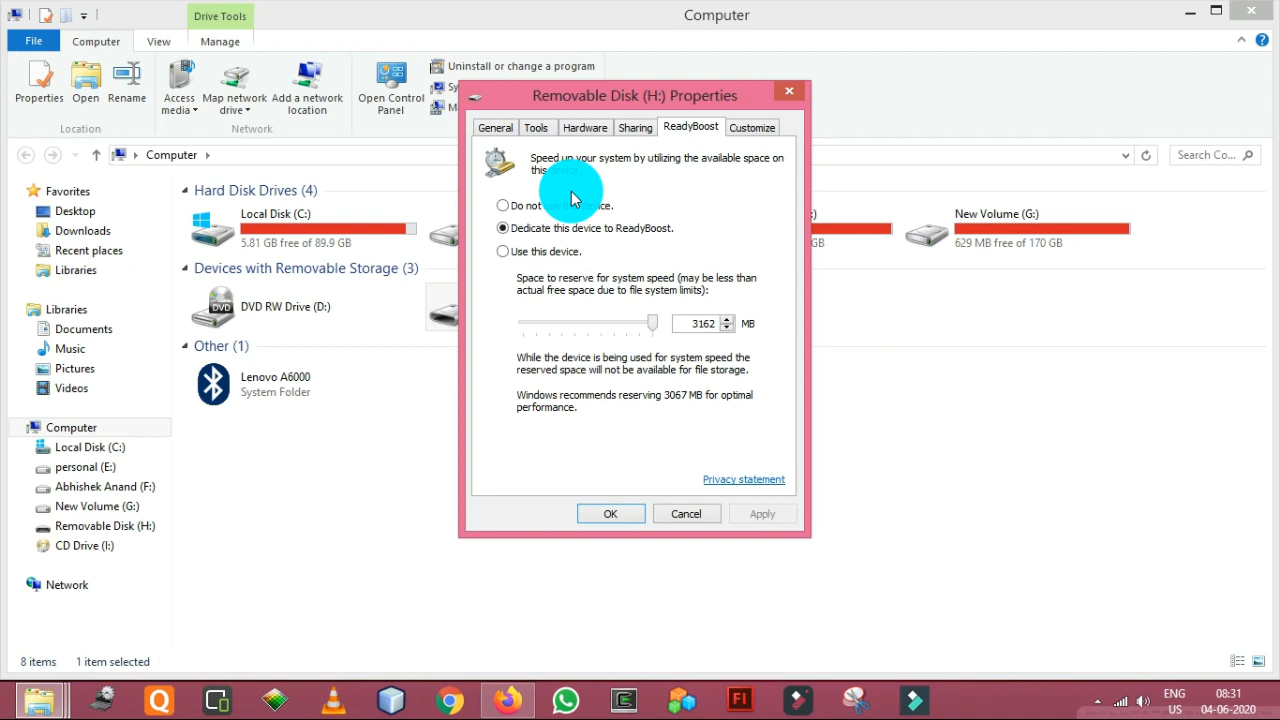 Drive Tools
Computer
File
Computer
View
Manage
Properties
Open
Rename
Access media
Map network drive
Add a network location
Open Control Panel
Uninstall or change a program
Location
Network
Removable Disk (H:) Properties
General
Tools
Hardware
Sharing
ReadyBoost
Customize
Computer
Search Co...
Speed up your system by utilizing the available space on
this device.
Do not use this device.
Dedicate this device to ReadyBoost.
Use this device.
Space to reserve for system speed (may be less than
actual free space due to file system limits):
3162 MB
While the device is being used for system speed the
reserved space will not be available for file storage.
Windows recommends reserving 3067 MB for optimal
performance.
Privacy statement
OK
Cancel
Apply
Favorites
Desktop
Downloads
Recent places
Libraries
Libraries
Documents
Music
Pictures
Videos
Computer
Local Disk (C:)
personal (E:)
Abhishek Anand (F:)
New Volume (G:)
Removable Disk (H:)
CD Drive (I:)
Network
Hard Disk Drives (4)
Local Disk (C:)
5.81 GB free of 89.9 GB
GB
New Volume (G:)
629 MB free of 170 GB
Devices with Removable Storage (3)
DVD
DVD RW Drive (D:)
Other (1)
Lenovo A6000
System Folder
8 items
1 item selected
ENG
US
08:31
04-06-2020